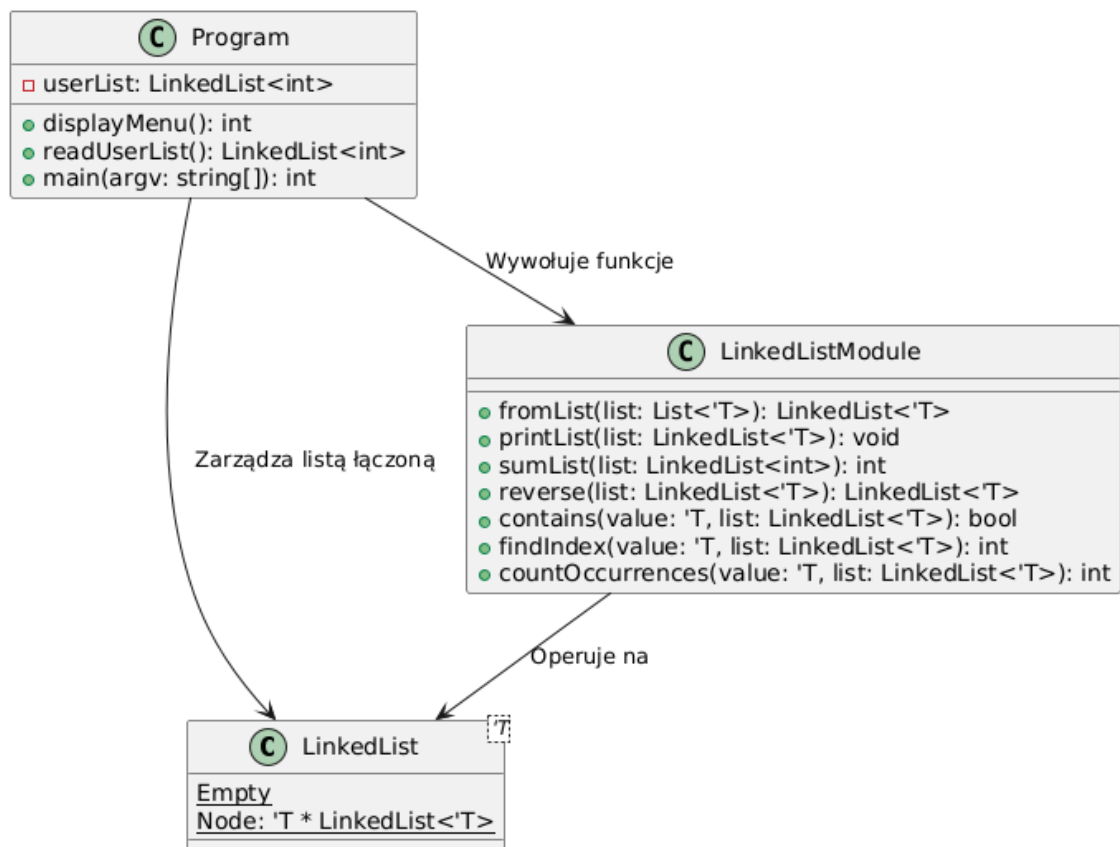 C Program
userList: LinkedList<int>
displayMenu(): int
readUserList(): LinkedList<int>
main(argv: string[]): int
Wywołuje funkcje
C LinkedListModule
fromList(list: List<'T>): LinkedList<'T>
printList(list: LinkedList<'T>): void
sumList(list: LinkedList<int>): int
reverse(list: LinkedList<'T>): LinkedList<'T>
contains(value: 'T, list: LinkedList<'T>): bool
findIndex(value: 'T, list: LinkedList<'T>): int
countOccurrences(value: 'T, list: LinkedList<'T>): int
Zarządza listą łączoną
Operuje na
C LinkedList
'T
Empty
Node: 'T * LinkedList<'T>